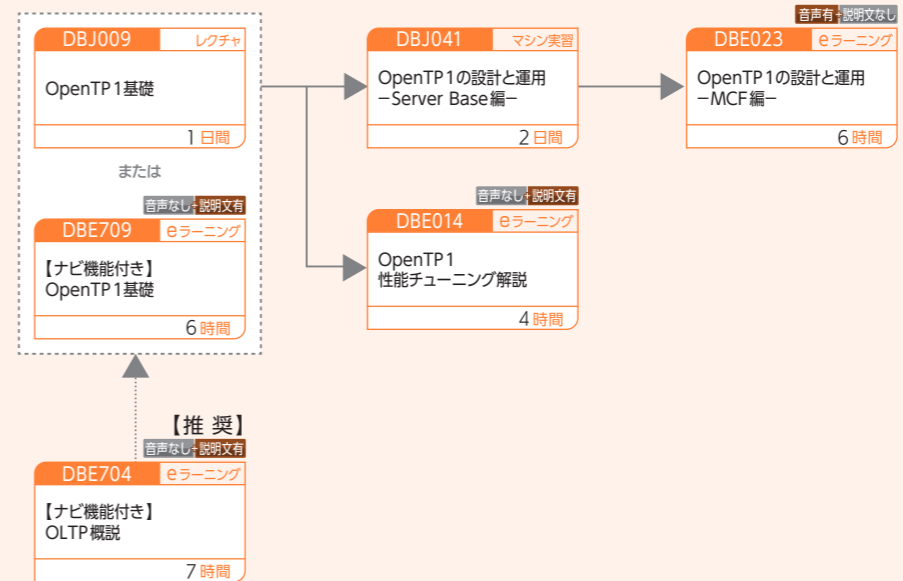 DBJ009 レクチャ
OpenTP1基礎
1日間
または
音声なし+説明文有
DBE709 eラーニング
【ナビ機能付き】
OpenTP1基礎
6時間
【推 奨】
音声なし+説明文有
DBE704 eラーニング
【ナビ機能付き】
OLTP概説
7時間
DBJ041 マシン実習
OpenTP1の設計と運用
−Server Base編−
2日間
音声なし+説明文有
DBE014 eラーニング
OpenTP1
性能チューニング解説
4時間
音声有+説明文なし
DBE023 eラーニング
OpenTP1の設計と運用
−MCF編−
6時間